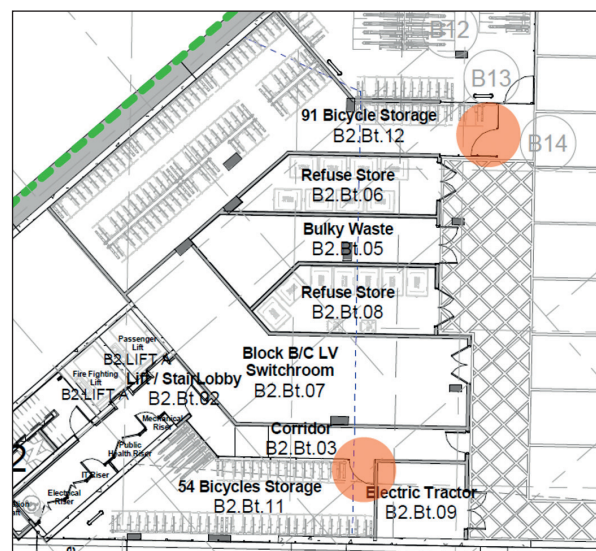 B12
B13
91 Bicycle Storage
B2.Bt.12
B14
Refuse Store
B2.Bt.06
Bulky Waste
B2.Bt.05
Refuse Store
B2.Bt.08
Passenger
Lift
B2.LIFT A
Fire Fighting
Lift
B2.LIFT A
Lift / Stair Lobby
B2.Bt.02
Block B/C LV
Switchroom
B2.Bt.07
Mechanical
Riser
Public
Health Riser
IT Riser
Electrical
Riser
Corridor
B2.Bt.03
54 Bicycles Storage
B2.Bt.11
Electric Tractor
B2.Bt.09
2